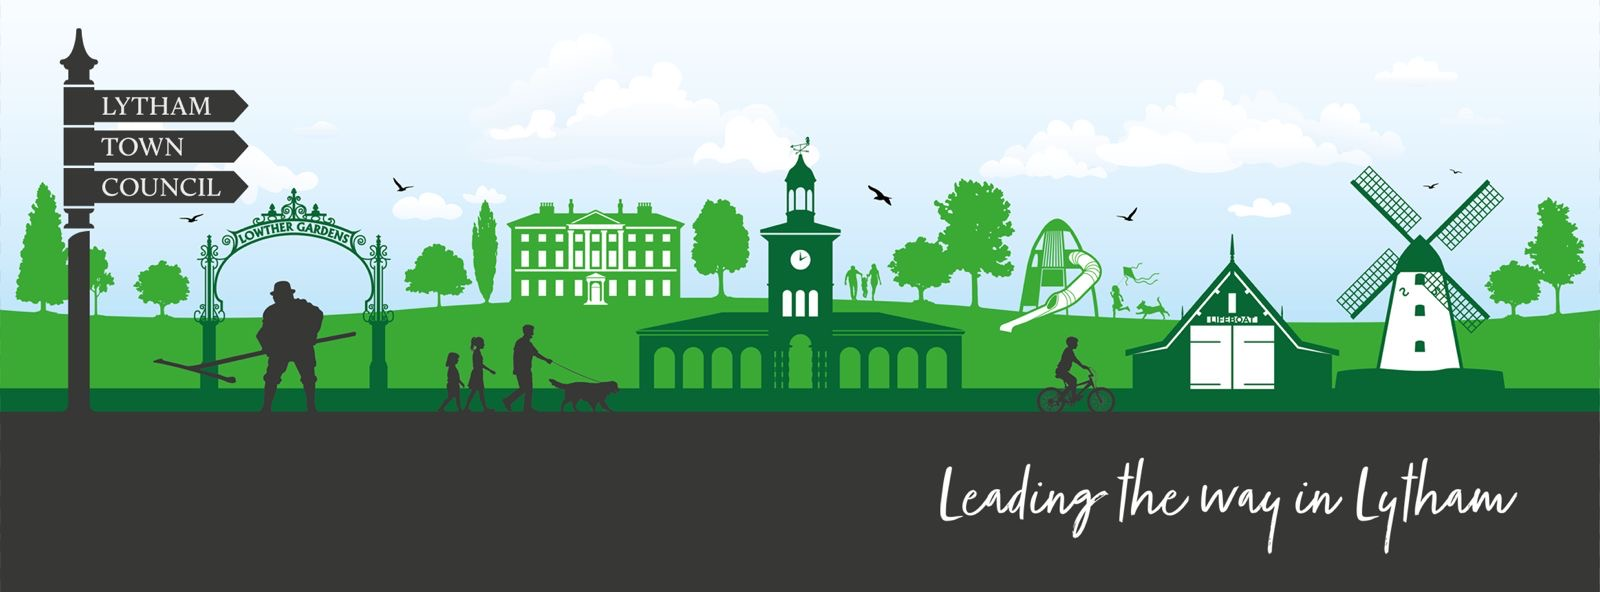 LYTHAM
TOWN
COUNCIL
LOWTHER GARDENS
LIFEBOAT
Leading the way in Lytham